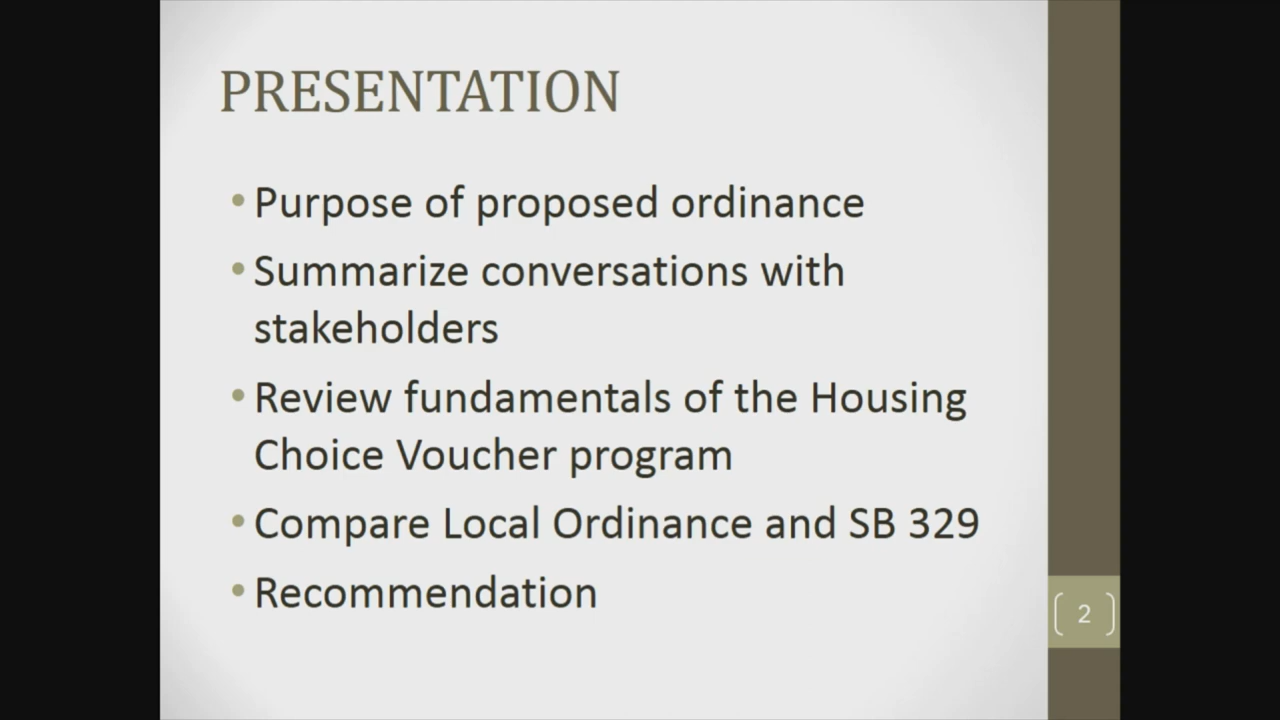 PRESENTATION
• Purpose of proposed ordinance
• Summarize conversations with
stakeholders
• Review fundamentals of the Housing
Choice Voucher program
• Compare Local Ordinance and SB 329
• Recommendation
2